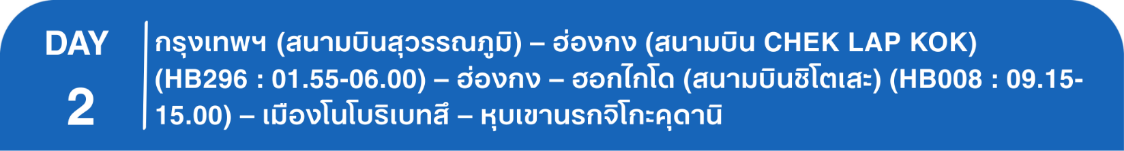 DAY
2
กรุงเทพฯ (สนามบินสุวรรณภูมิ) – ฮ่องกง (สนามบิน CHEK LAP KOK)
(HB296 : 01.55-06.00) – ฮ่องกง – ฮอกไกโด (สนามบินชิโตเสะ) (HB008 : 09.15-
15.00) – เมืองโนโบริเบทสึ – หุบเขานรกจิโกะคุดานิ